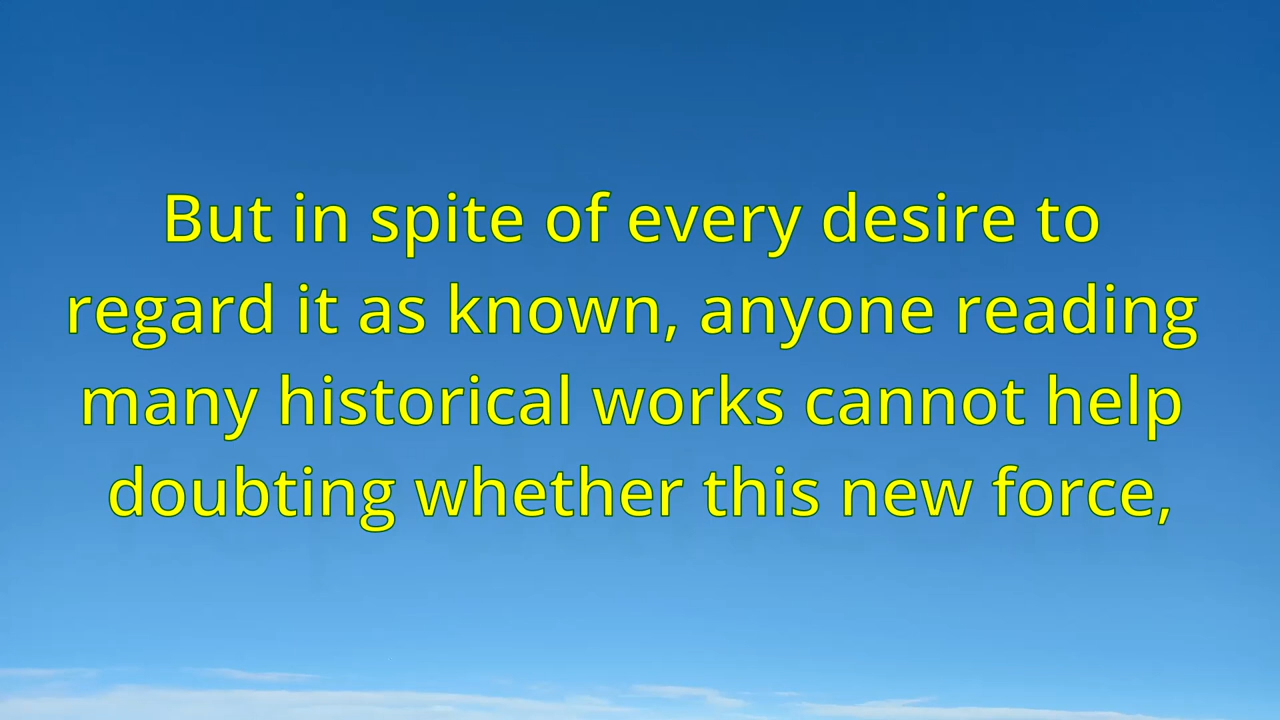 But in spite of every desire to
regard it as known, anyone reading
many historical works cannot help
doubting whether this new force,